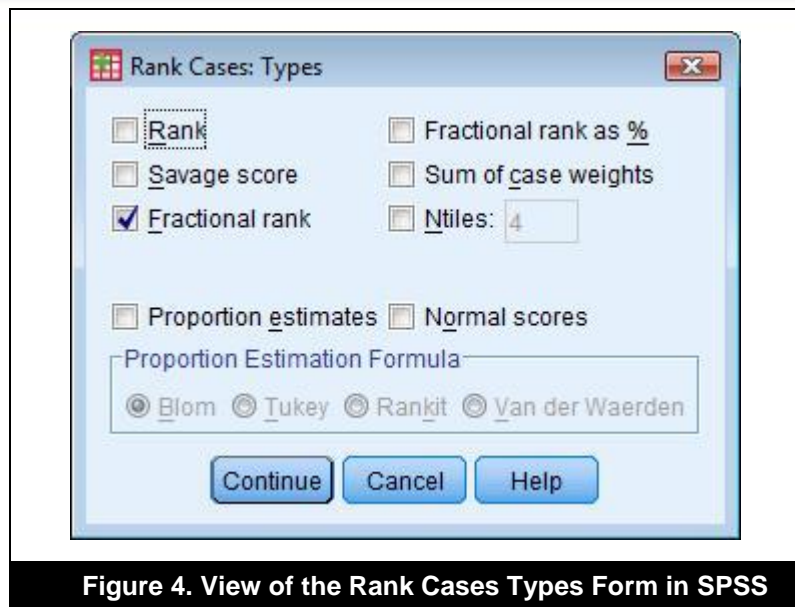 Rank Cases: Types
Rank
Fractional rank as %
Savage score
Sum of case weights
Fractional rank
Ntiles: 4
Proportion estimates
Normal scores
Proportion Estimation Formula
Blom Tukey Rankit Van der Waerden
Continue Cancel Help
Figure 4. View of the Rank Cases Types Form in SPSS